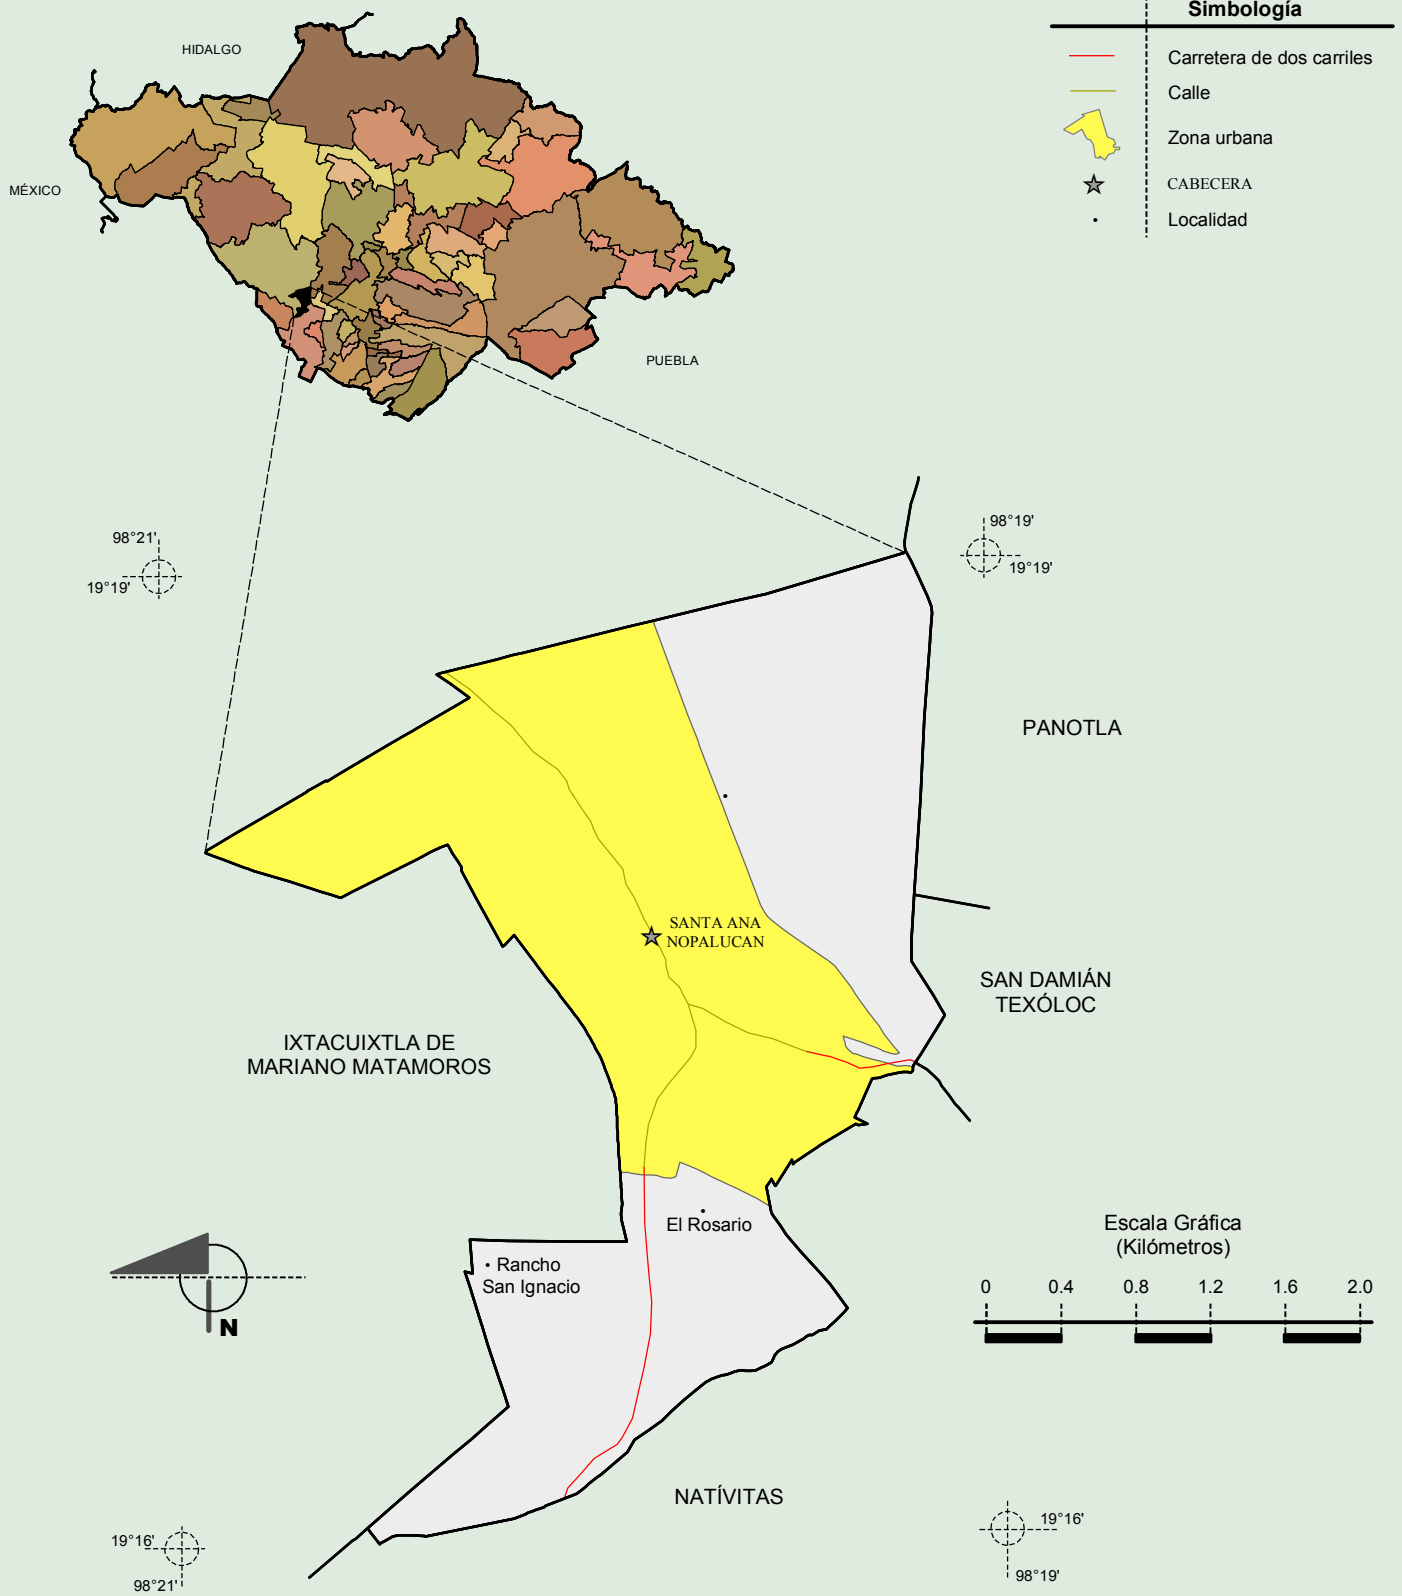 Simbología
Carretera de dos carriles
Calle
Zona urbana
CABECERA
Localidad
HIDALGO
MÉXICO
PUEBLA
98°21'
19°19'
98°19'
19°19'
PANOTLA
SANTA ANA
NOPALUCAN
SAN DAMIÁN
TEXÓLOC
IXTACUIXTLA DE
MARIANO MATAMOROS
El Rosario
Rancho
San Ignacio
N
Escala Gráfica
(Kilómetros)
0 0.4 0.8 1.2 1.6 2.0
NATÍVITAS
19°16'
98°21'
19°16'
98°19'